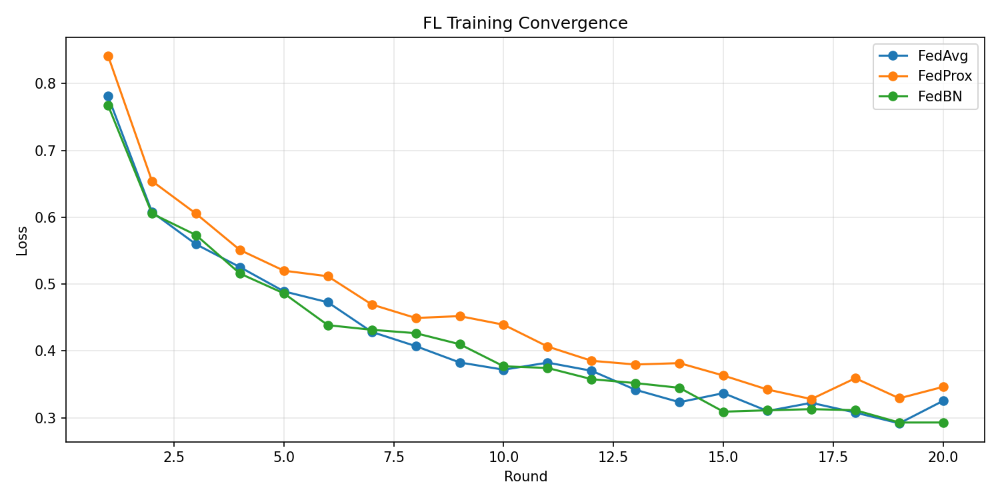 FL Training Convergence
FedAvg
FedProx
FedBN
0.8
0.7
0.6
0.5
0.4
0.3
Loss
2.5 5.0 7.5 10.0 12.5 15.0 17.5 20.0
Round